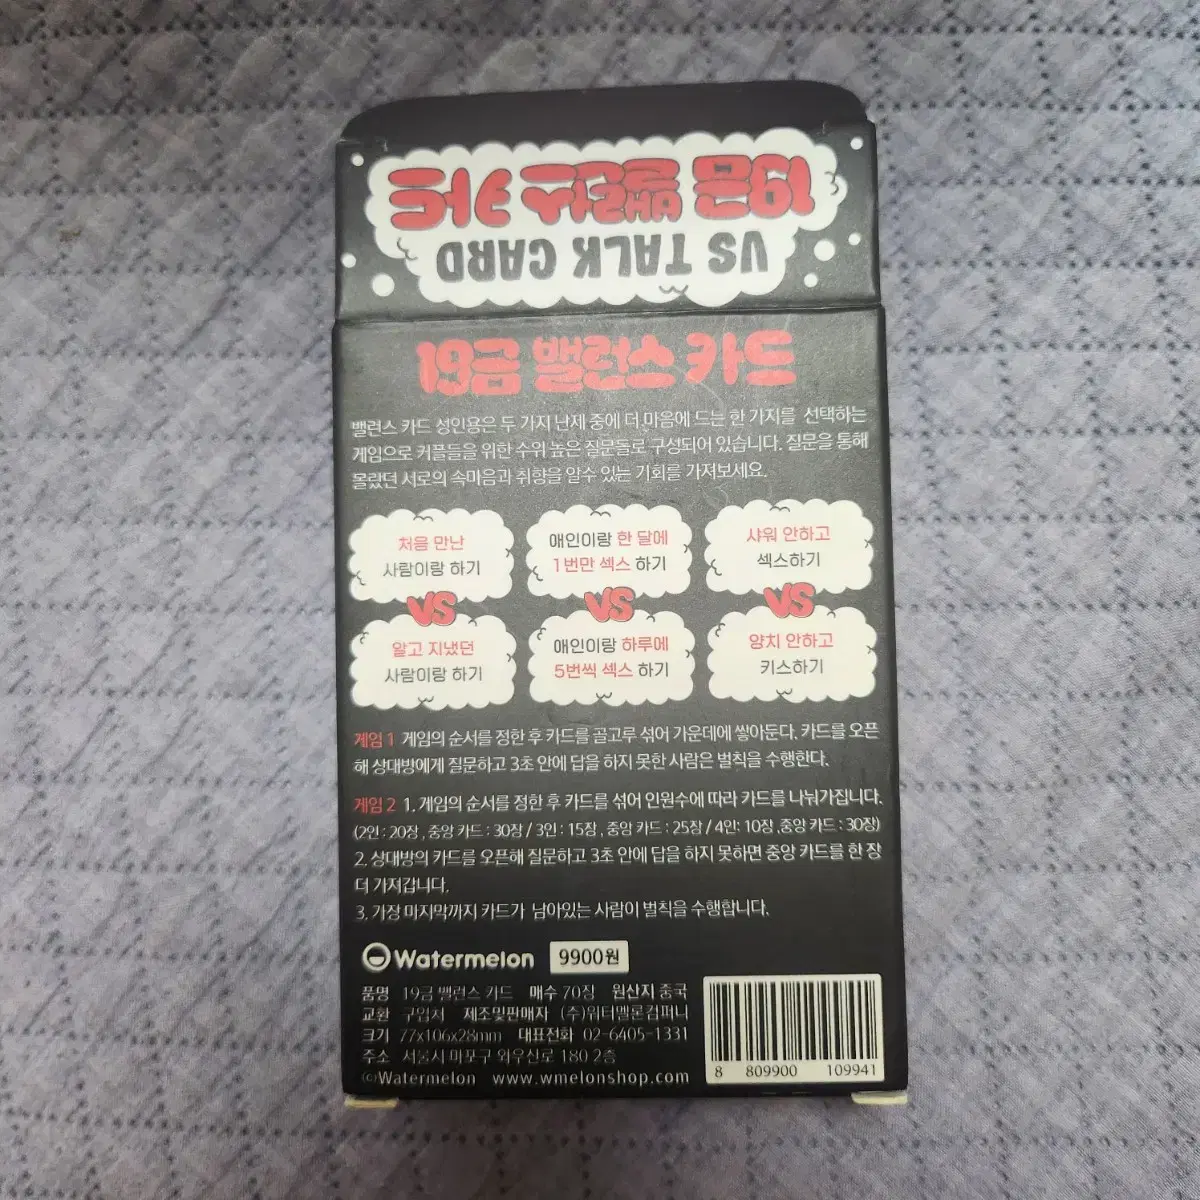 19금 밸런스 카드
VS TALK CARD
19금 밸런스 카드
밸런스 카드 성인용은 두 가지 난제 중에 더 마음에 드는 한 가지를 선택하는
게임으로 커플들을 위한 수위 높은 질문들로 구성되어 있습니다. 질문을 통해
몰랐던 서로의 속마음과 취향을 알수 있는 기회를 가져보세요.
처음 만난
사람이랑 하기
VS
알고 지냈던
사람이랑 하기
애인이랑 한 달에
1번만 섹스 하기
VS
애인이랑 하루에
5번씩 섹스 하기
샤워 안하고
섹스하기
VS
양치 안하고
키스하기
게임 1 게임의 순서를 정한 후 카드를 골고루 섞어 가운데에 쌓아둔다. 카드를 오픈
해 상대방에게 질문하고 3초 안에 답을 하지 못한 사람은 벌칙을 수행한다.
게임 2 1. 게임의 순서를 정한 후 카드를 섞어 인원수에 따라 카드를 나눠가집니다.
(2인 : 20장 , 중앙 카드 : 30장 / 3인 : 15장 , 중앙 카드 : 25장 / 4인: 10장 ,중앙 카드 : 30장)
2. 상대방의 카드를 오픈해 질문하고 3초 안에 답을 하지 못하면 중앙 카드를 한 장
더 가져갑니다.
3. 가장 마지막까지 카드가 남아있는 사람이 벌칙을 수행합니다.
Watermelon 9900원
품명 19금 밸런스 카드 매수 70장 원산지 중국
교환 구입처 제조및판매자 (주)워터멜론컴퍼니
크기 77x106x28mm 대표전화 02-6405-1331
주소 서울시 마포구 와우산로 180 2층
©Watermelon www.wmelonshop.com
8 809900 109941